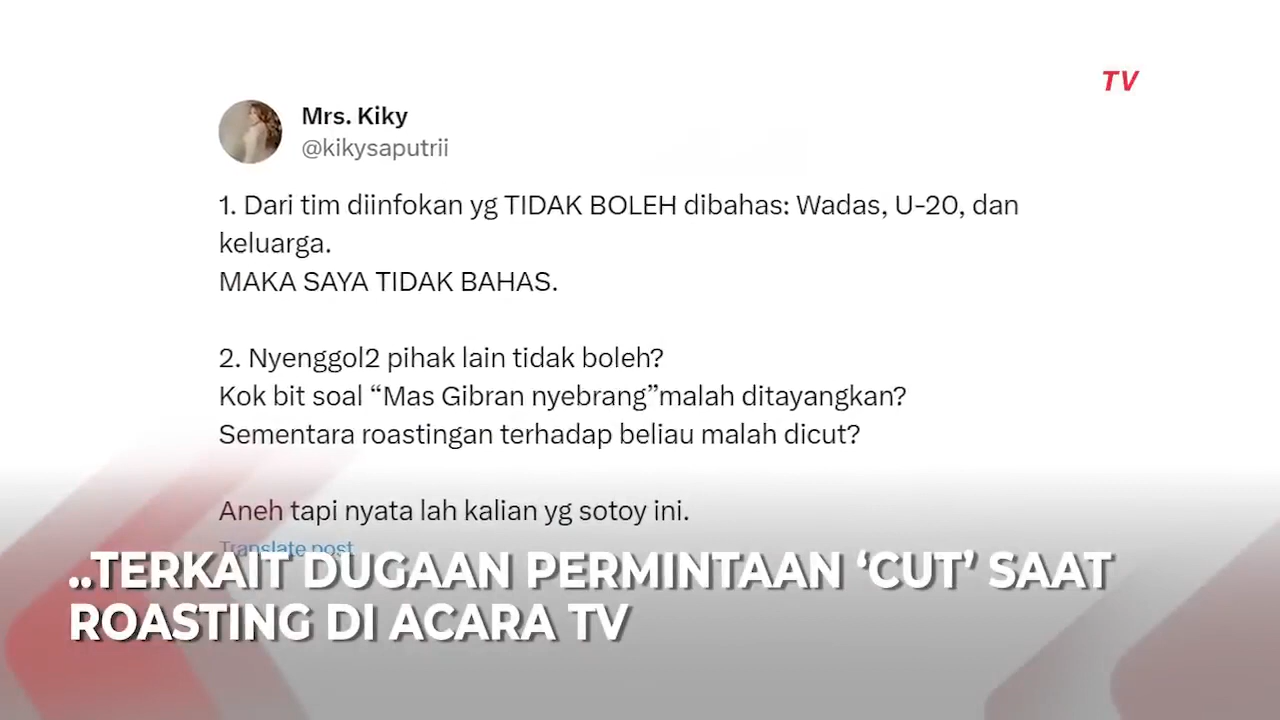 TV
Mrs. Kiky
@kikysaputrii
1. Dari tim diinfokan yg TIDAK BOLEH dibahas: Wadas, U-20, dan
keluarga.
MAKA SAYA TIDAK BAHAS.
2. Nyenggol2 pihak lain tidak boleh?
Kok bit soal “Mas Gibran nyebrang”malah ditayangkan?
Sementara roastingan terhadap beliau malah dicut?
Aneh tapi nyata lah kalian yg sotoy ini.
Translate post
..TERKAIT DUGAAN PERMINTAAN ‘CUT’ SAAT
ROASTING DI ACARA TV